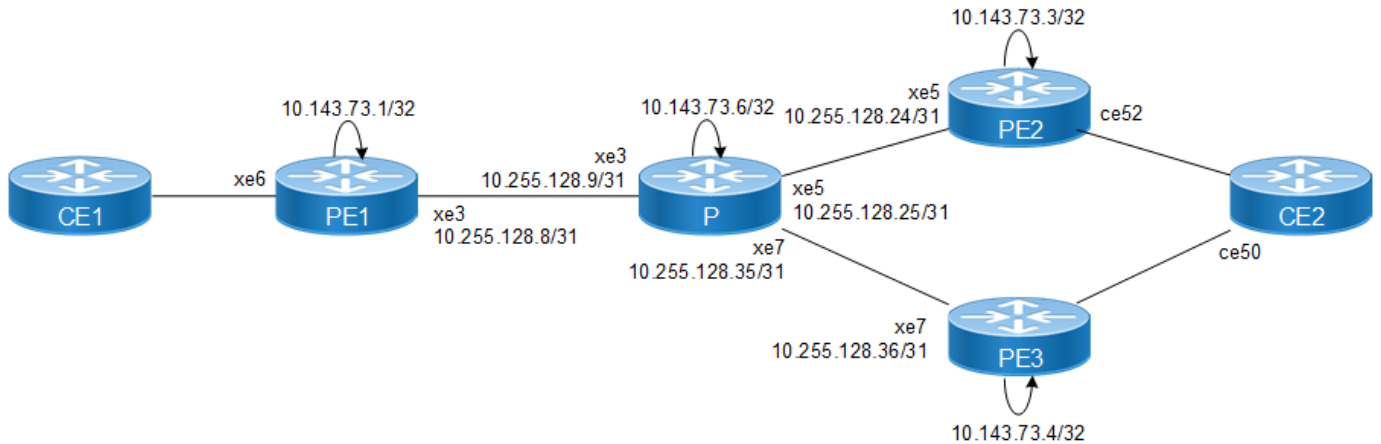 10.143.73.3/32
10.143.73.1/32
10.143.73.6/32
xe5
10.255.128.24/31
PE2
ce52
CE1
xe6
PE1
xe3
10.255.128.9/31
xe3
10.255.128.8/31
P
xe5
10.255.128.25/31
CE2
xe7
10.255.128.35/31
ce50
xe7
10.255.128.36/31
PE3
10.143.73.4/32